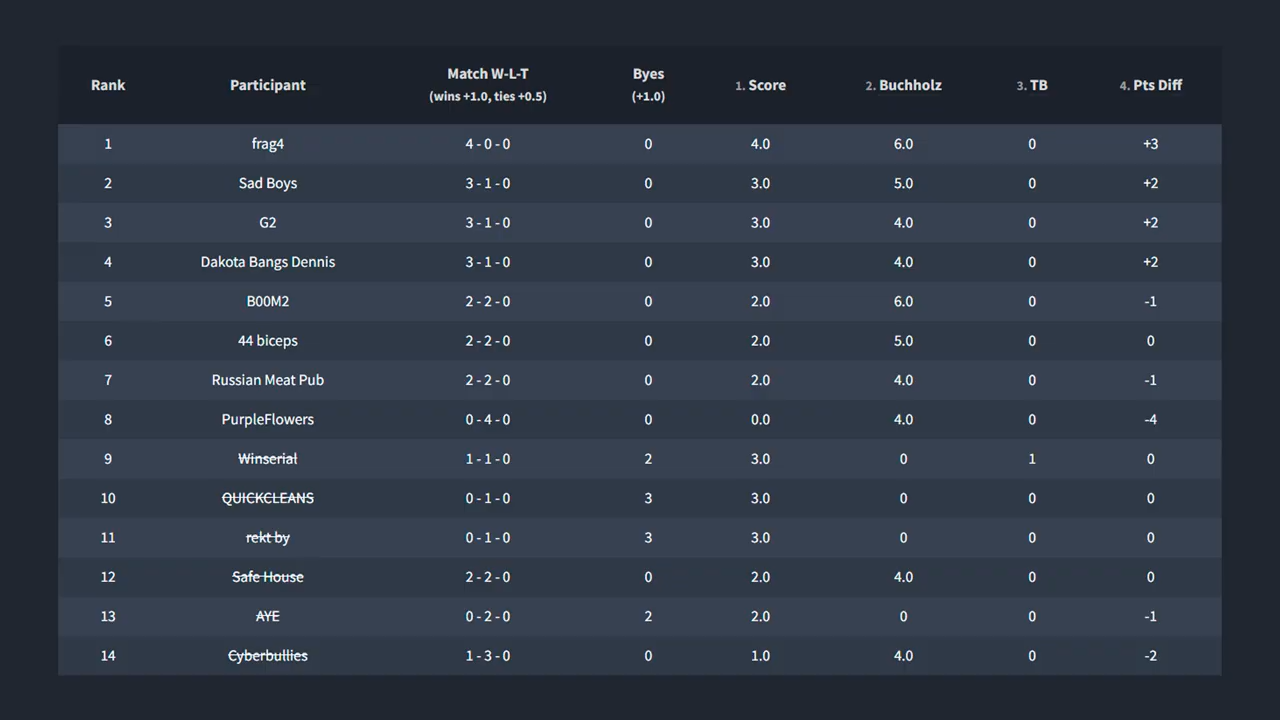 Rank Participant Match W-L-T (wins +1.0, ties +0.5) Byes (+1.0) 1. Score 2. Buchholz 3. TB 4. Pts Diff
1 frag4 4 - 0 - 0 0 4.0 6.0 0 +3
2 Sad Boys 3 - 1 - 0 0 3.0 5.0 0 +2
3 G2 3 - 1 - 0 0 3.0 4.0 0 +2
4 Dakota Bangs Dennis 3 - 1 - 0 0 3.0 4.0 0 +2
5 B00M2 2 - 2 - 0 0 2.0 6.0 0 -1
6 44 biceps 2 - 2 - 0 0 2.0 5.0 0 0
7 Russian Meat Pub 2 - 2 - 0 0 2.0 4.0 0 -1
8 PurpleFlowers 0 - 4 - 0 0 0.0 4.0 0 -4
9 Winserial 1 - 1 - 0 2 3.0 0 1 0
10 QUICKCLEANS 0 - 1 - 0 3 3.0 0 0 0
11 rekt by 0 - 1 - 0 3 3.0 0 0 0
12 Safe House 2 - 2 - 0 0 2.0 4.0 0 0
13 AYE 0 - 2 - 0 2 2.0 0 0 -1
14 Cyberbullies 1 - 3 - 0 0 1.0 4.0 0 -2